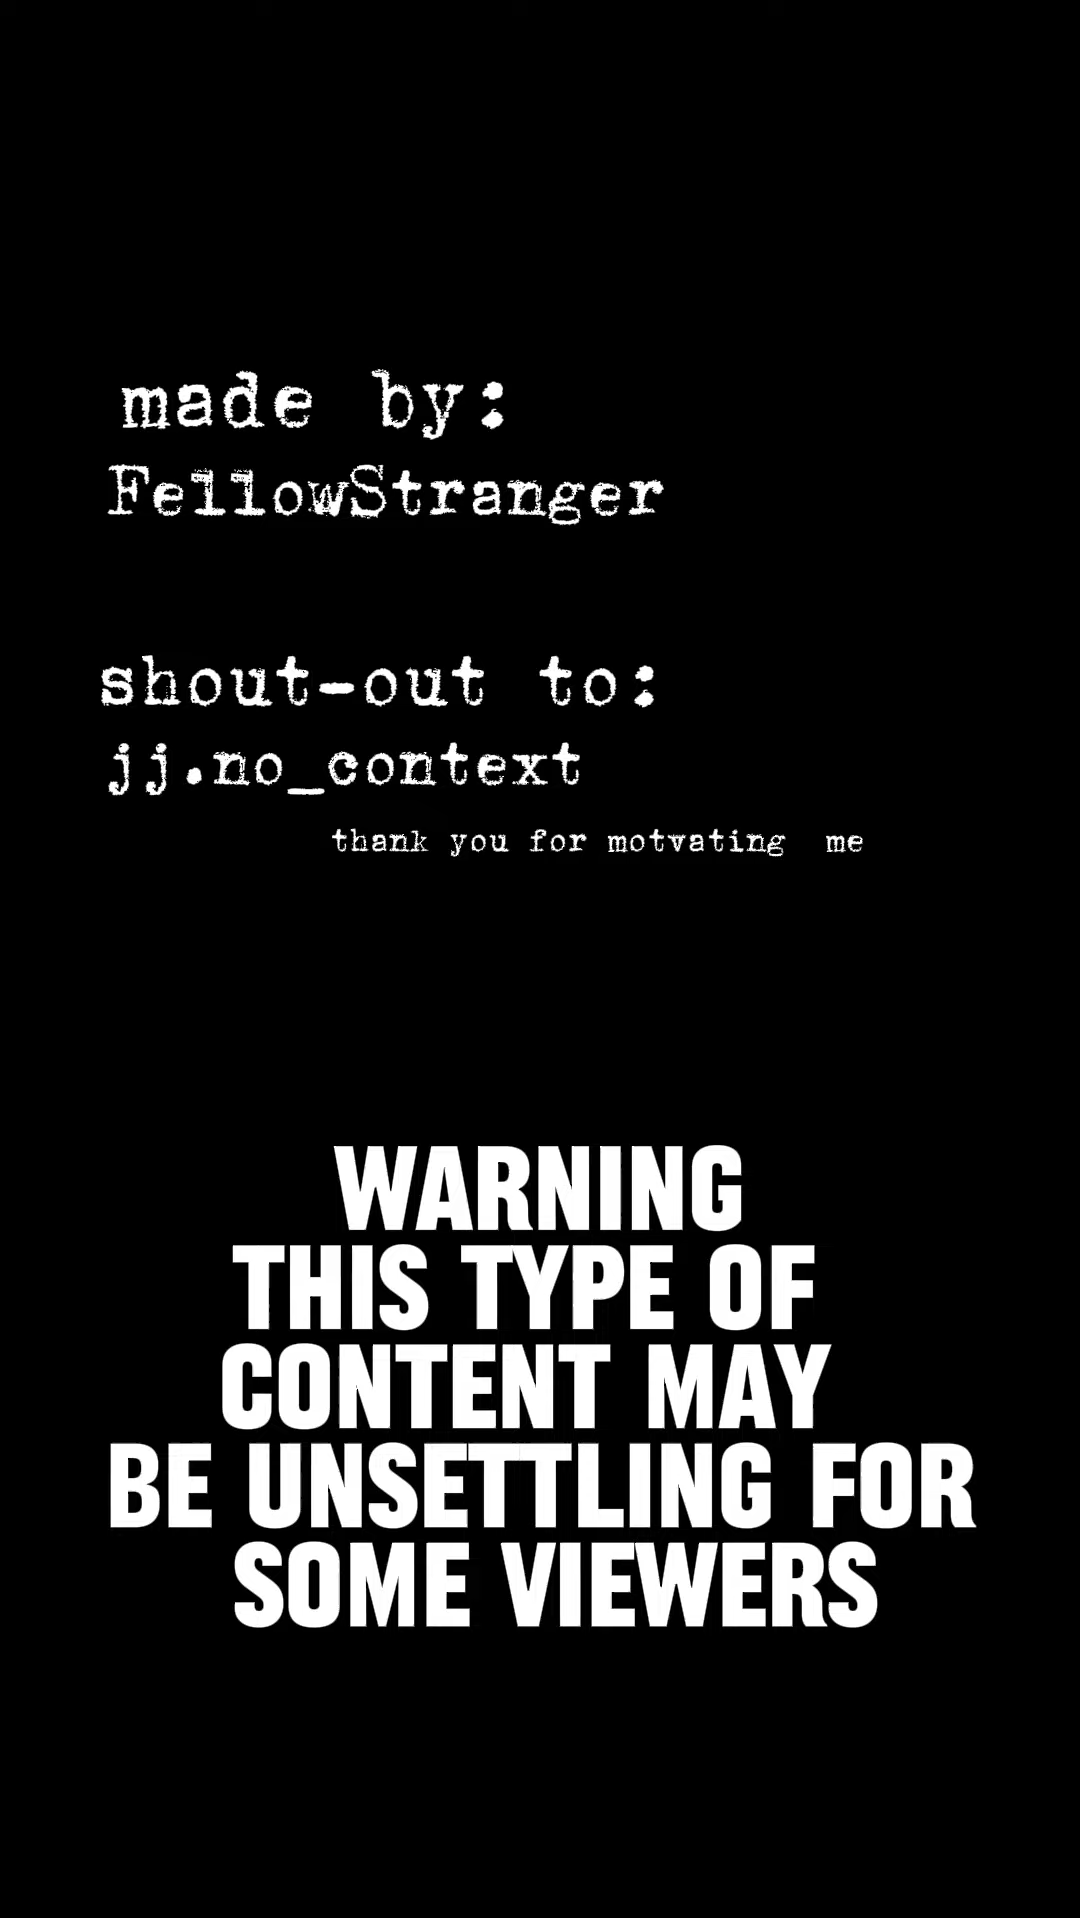 made by:
FellowStranger
shout-out to:
jj.no_context
thank you for motvating me
WARNING
THIS TYPE OF
CONTENT MAY
BE UNSETTLING FOR
SOME VIEWERS